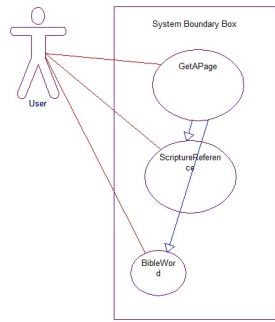 System Boundary Box
GetAPage
User
ScriptureReferen
ce
BibleWor
d